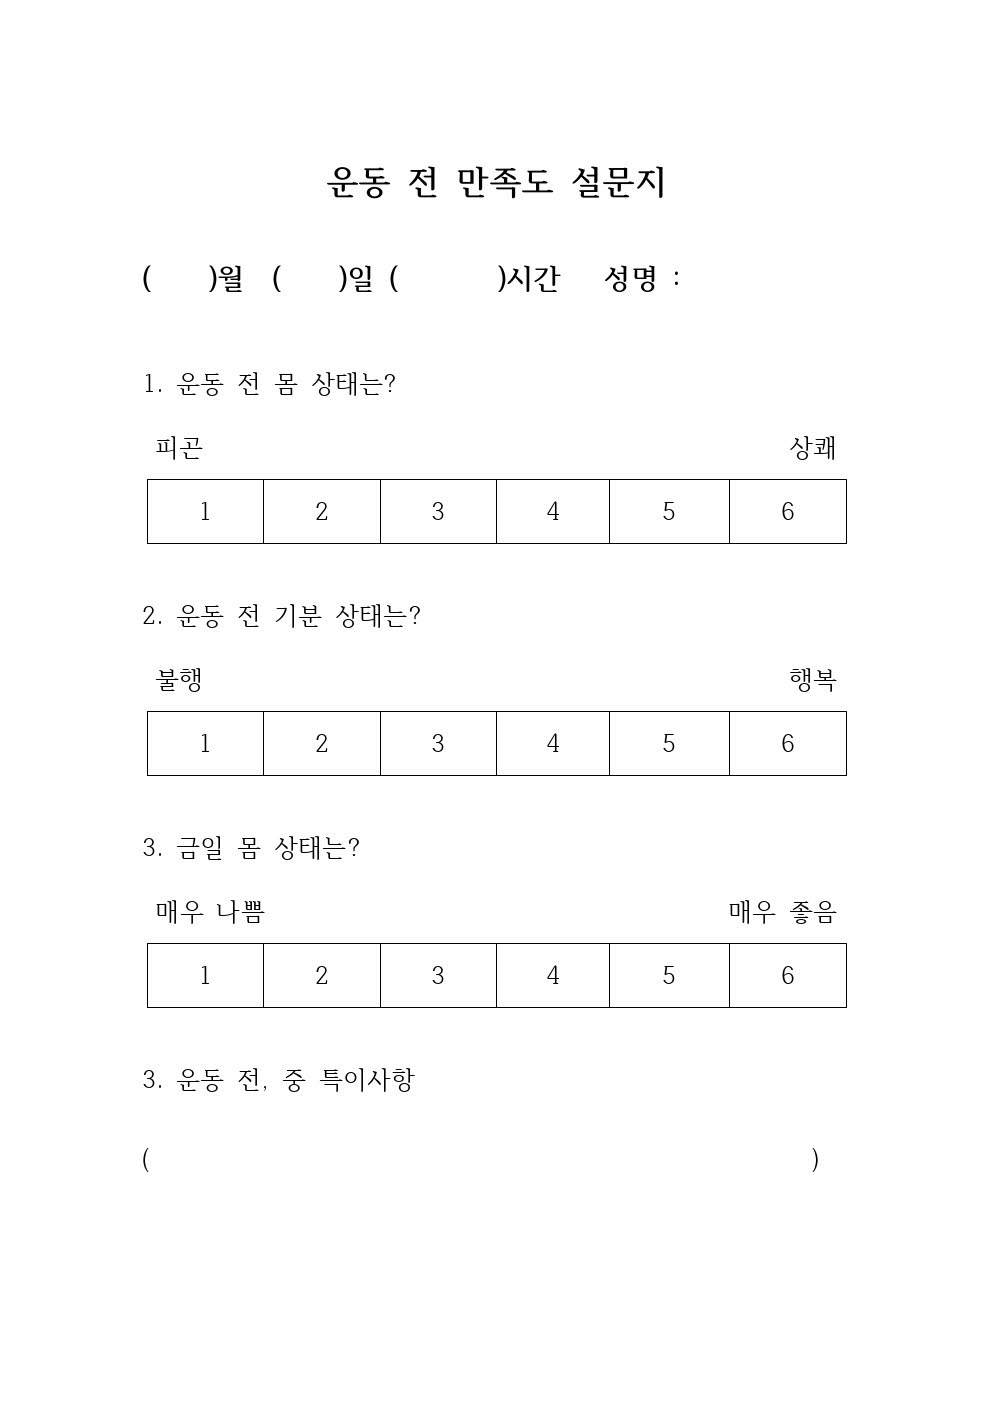 운동 전 만족도 설문지
(    )월  (    )일 (       )시간   성명 :
1. 운동 전 몸 상태는?
피곤 상쾌
1 2 3 4 5 6
2. 운동 전 기분 상태는?
불행 행복
1 2 3 4 5 6
3. 금일 몸 상태는?
매우 나쁨 매우 좋음
1 2 3 4 5 6
3. 운동 전, 중 특이사항
(                                                  )